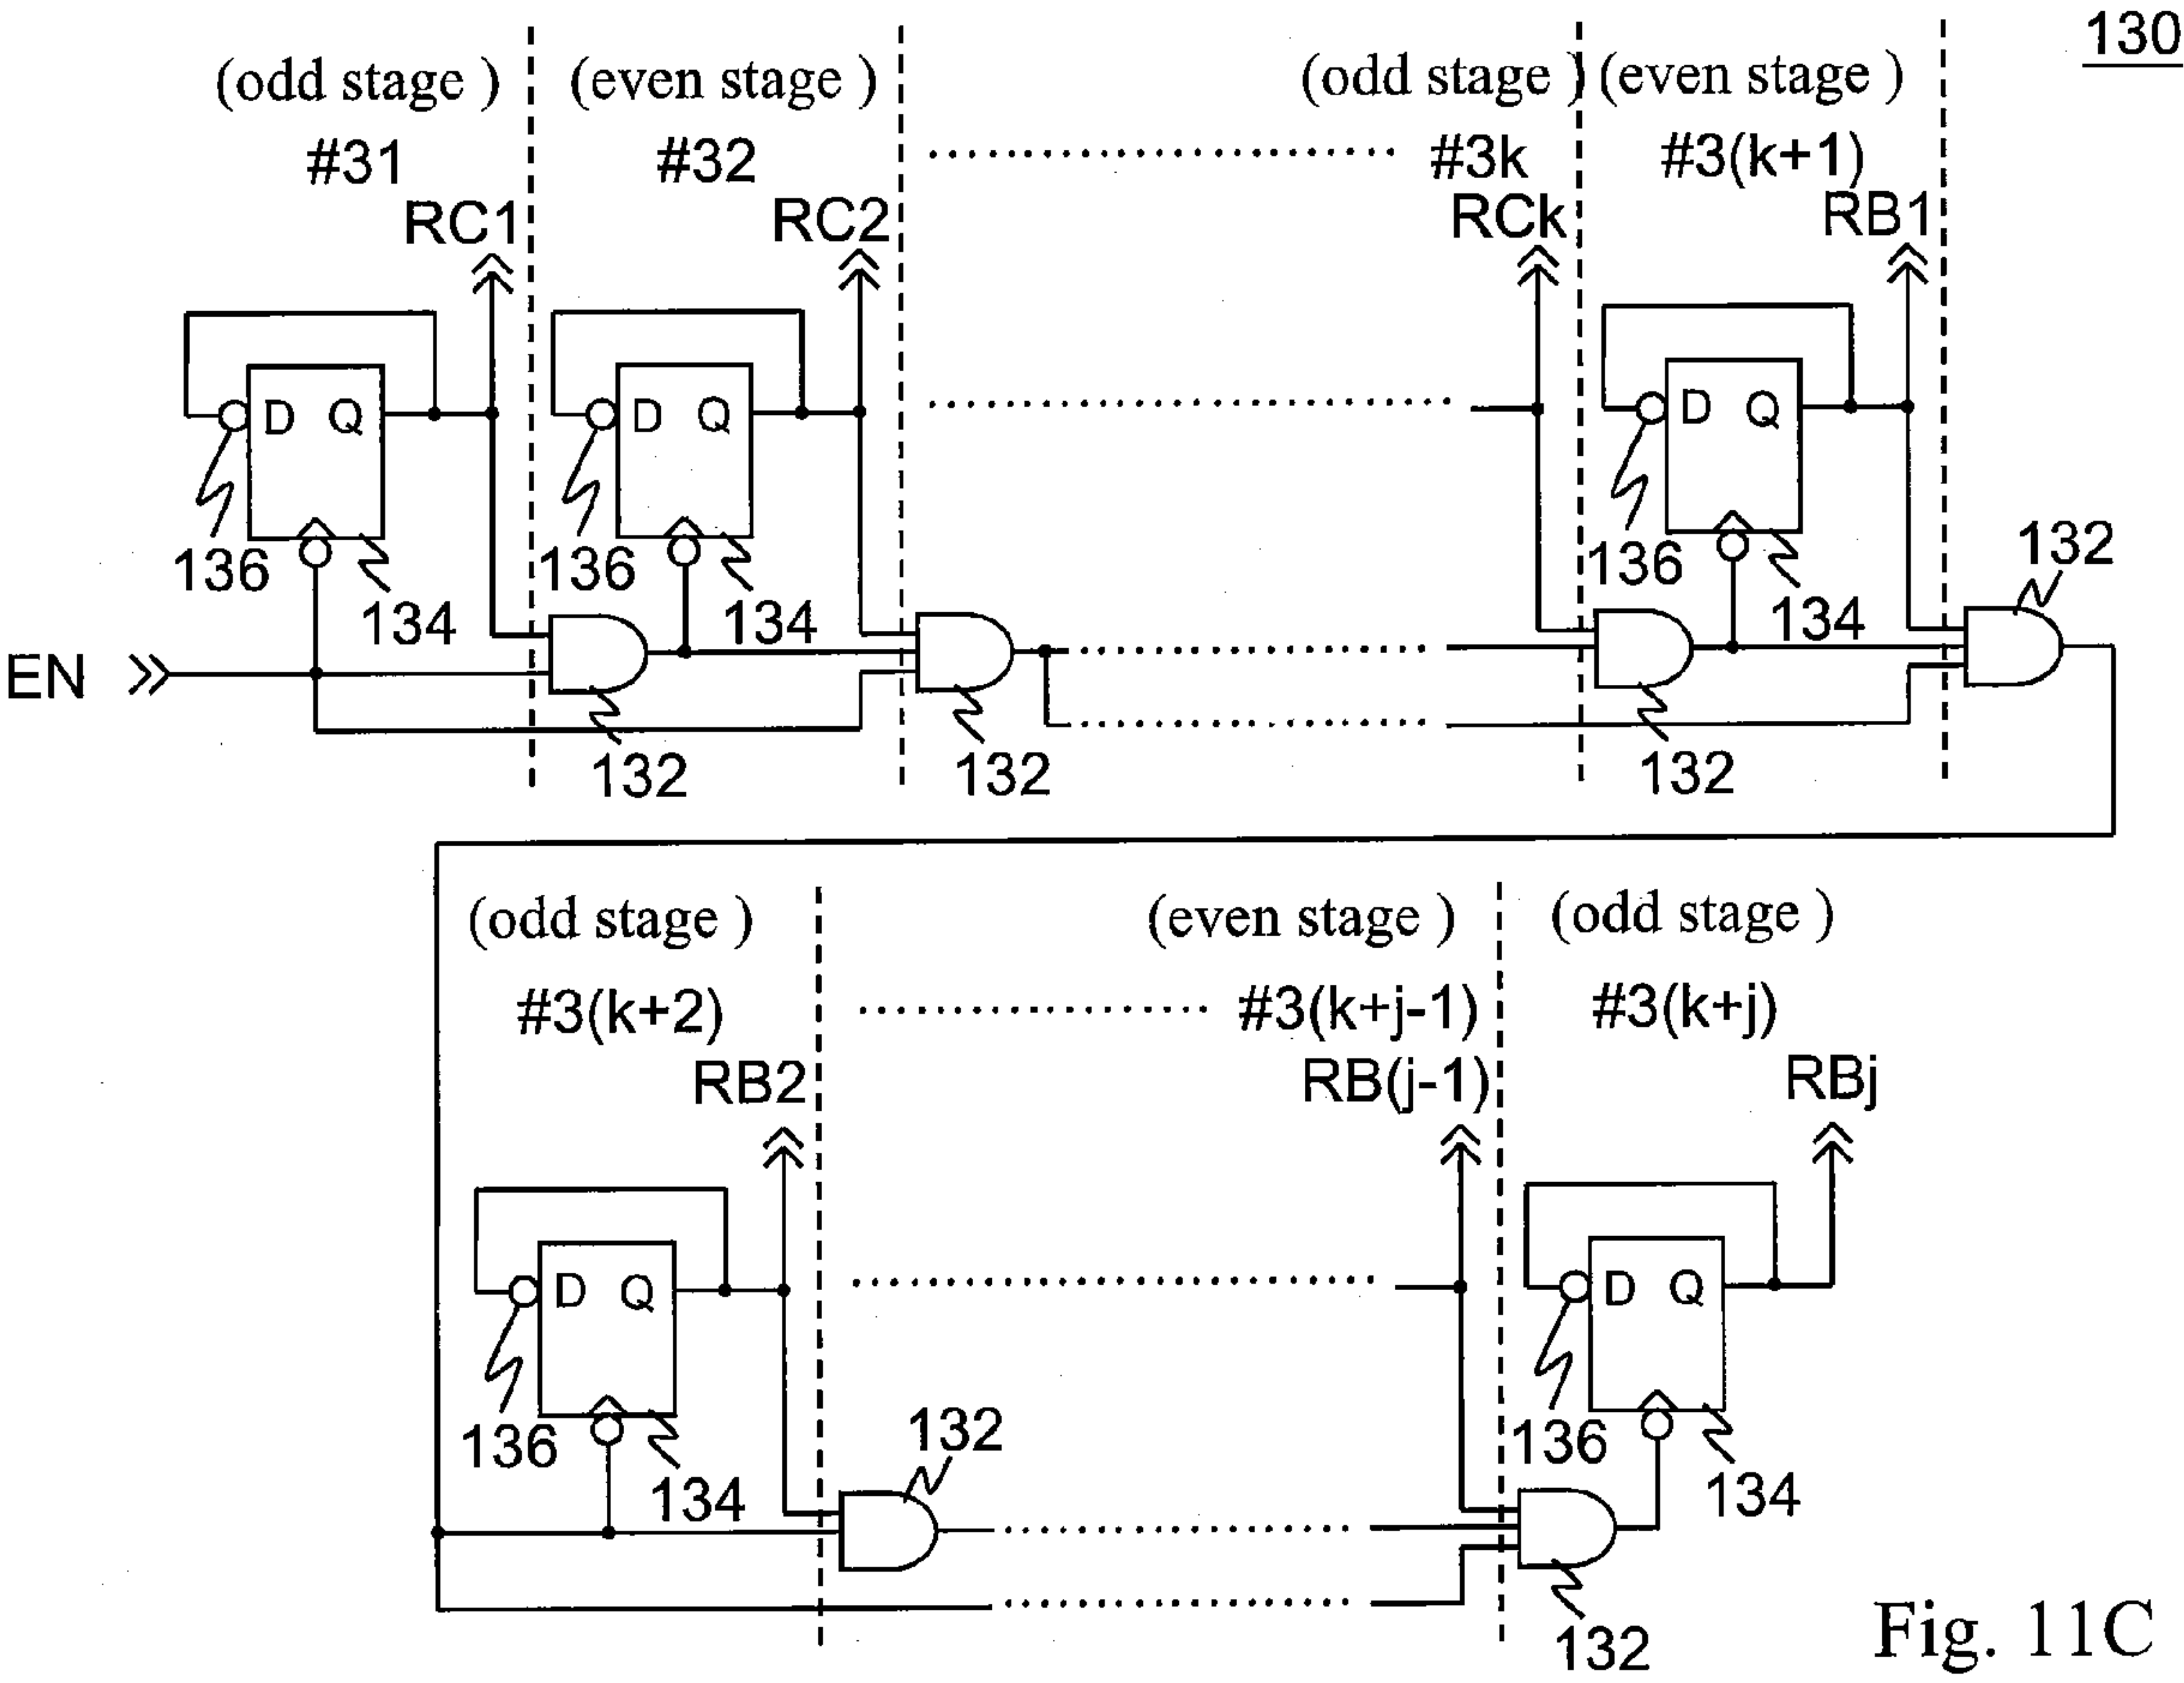 130
(odd stage ) (even stage ) (odd stage ) (even stage )
#31 #32 #3k #3(k+1)
RC1 RC2 RCk RB1
D Q D Q D Q
136 134 136 134 136 134 132
EN
132 132 132
(odd stage ) (even stage ) (odd stage )
#3(k+2) #3(k+j-1) #3(k+j)
RB2 RB(j-1) RBj
D Q D Q
136 134 132 136 134
132
Fig. 11C